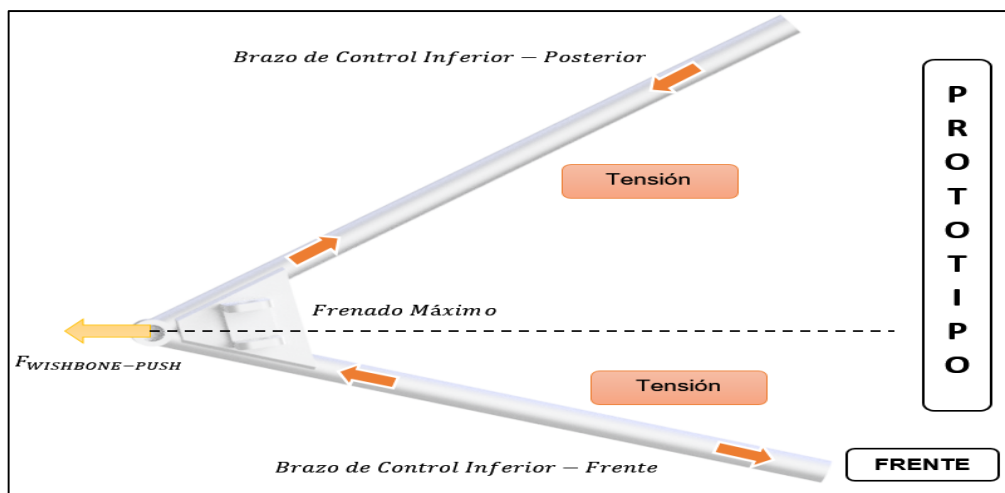 Brazo de Control Inferior − Posterior
Tensión
Frenado Máximo
F_WISHBONE−PUSH
Tensión
Brazo de Control Inferior − Frente
FRENTE
PROTOTIPO